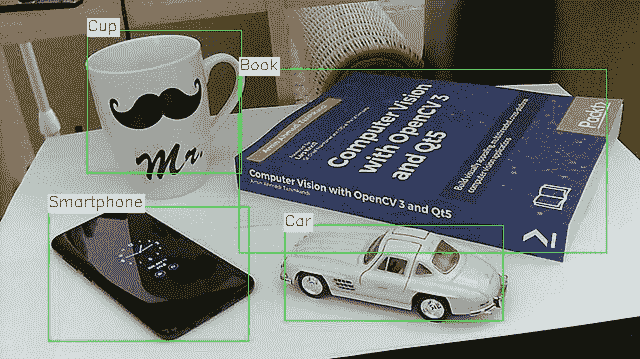 Cup
Book
Mr.
Computer Vision
with OpenCV 3
and Qt5
Packt
Computer Vision with OpenCV 3 and Qt5
Smartphone
Car